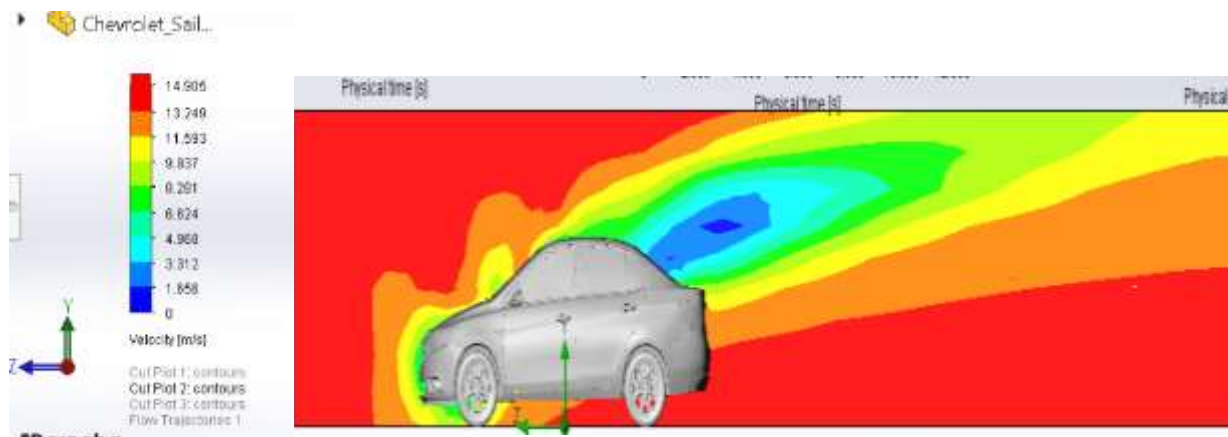 Chevrolet_Sail...
14.905
13.249
11.593
9.937
8.281
6.624
4.968
3.312
1.656
0
Velocity [m/s]
Cut Plot 1: contours
Cut Plot 2: contours
Cut Plot 3: contours
Flow Trajectories 1
Y
Z
Physical time [s]
Physical time [s]
Physical